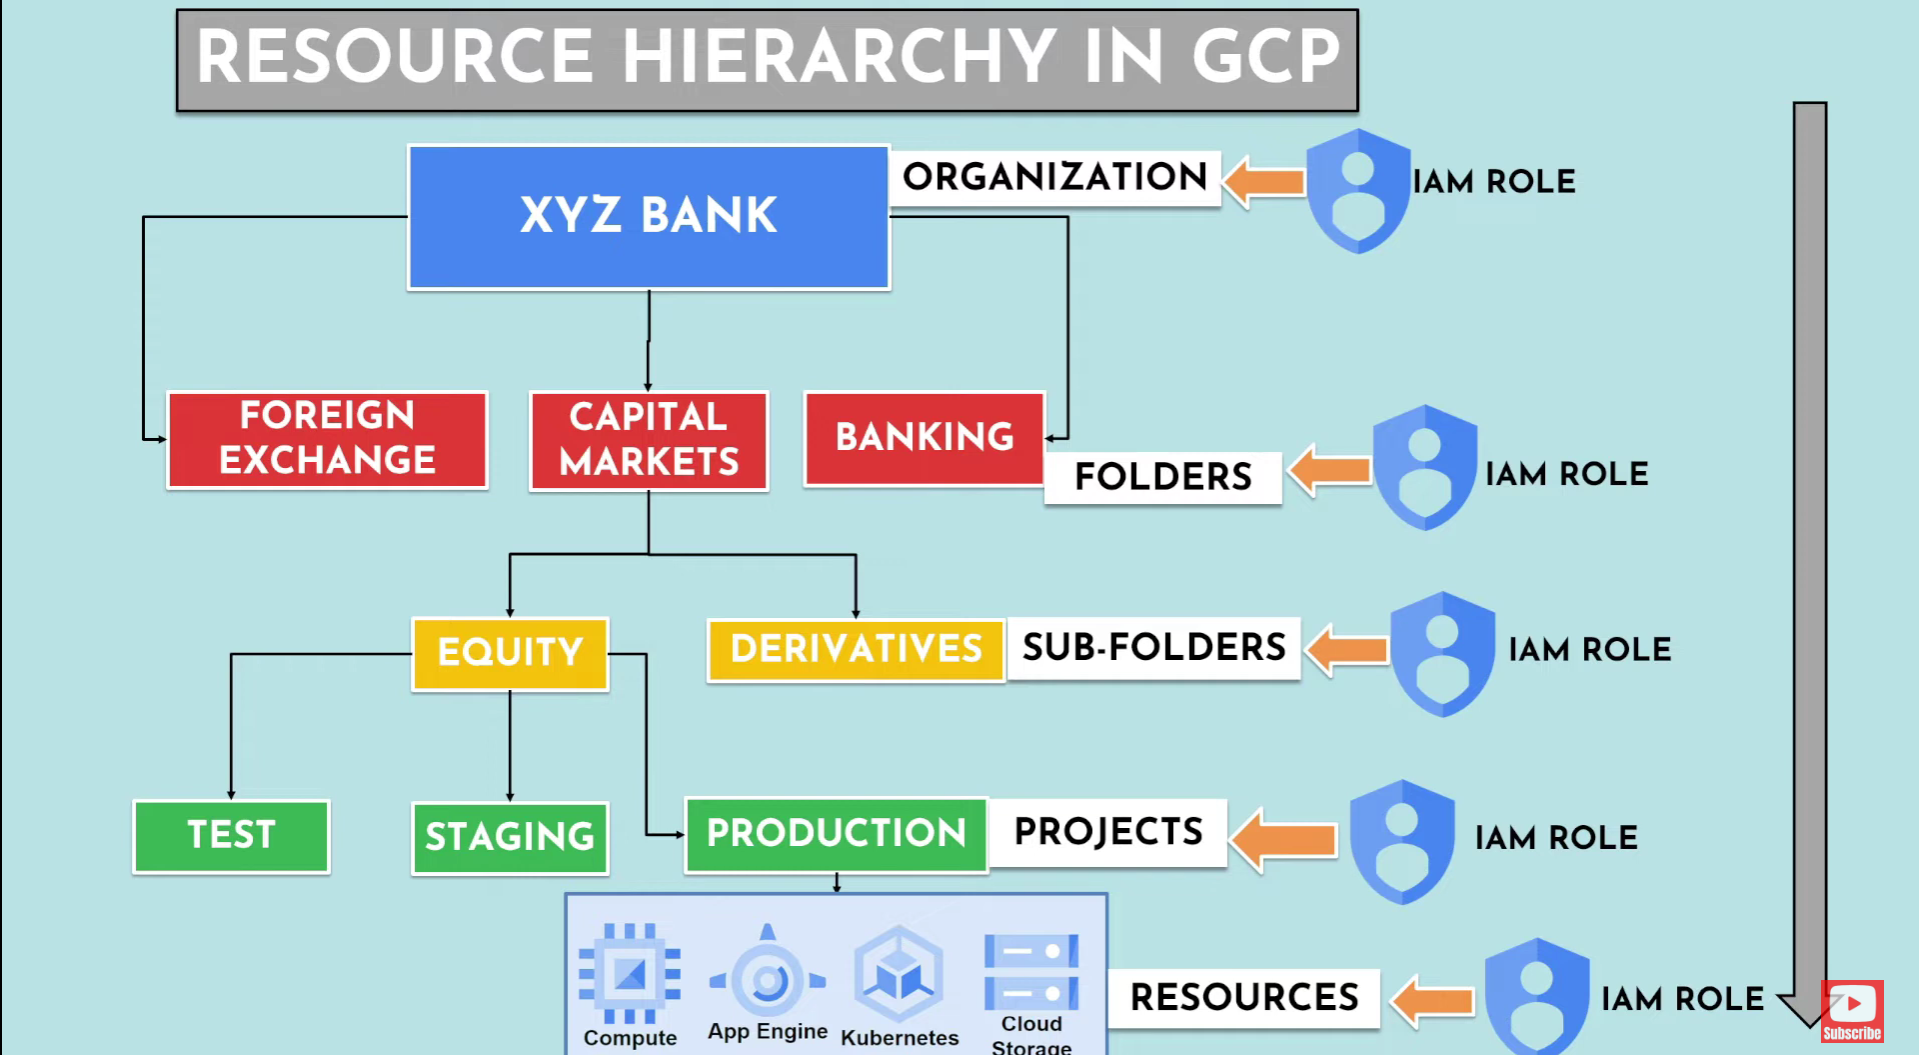 RESOURCE HIERARCHY IN GCP
XYZ BANK
ORGANIZATION
IAM ROLE
FOREIGN
EXCHANGE
CAPITAL
MARKETS
BANKING
FOLDERS
IAM ROLE
EQUITY
DERIVATIVES
SUB-FOLDERS
IAM ROLE
TEST
STAGING
PRODUCTION
PROJECTS
IAM ROLE
Compute
App Engine
Kubernetes
Cloud
Storage
RESOURCES
IAM ROLE
Subscribe